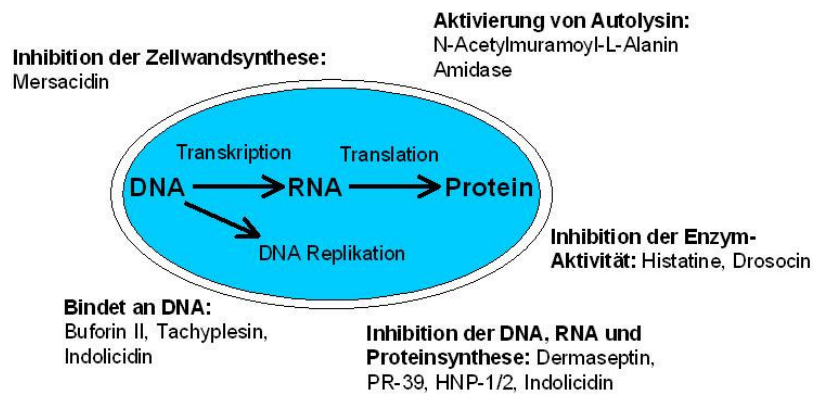 Aktivierung von Autolysin:
N-Acetylmuramoyl-L-Alanin
Amidase
Inhibition der Zellwandsynthese:
Mersacidin
Transkription
Translation
DNA
RNA
Protein
DNA Replikation
Inhibition der Enzym-
Aktivität: Histatine, Drosocin
Bindet an DNA:
Buforin II, Tachyplesin,
Indolicidin
Inhibition der DNA, RNA und
Proteinsynthese: Dermaseptin,
PR-39, HNP-1/2, Indolicidin